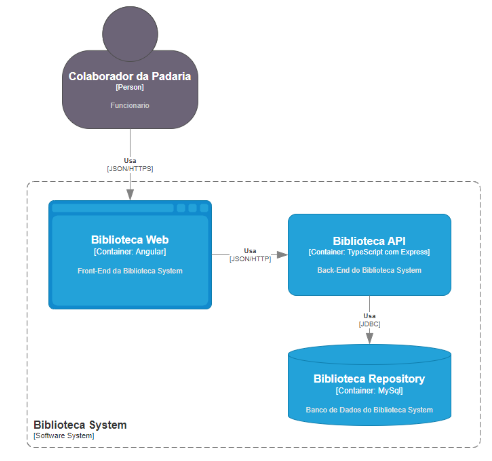 Colaborador da Padaria
[Person]
Funcionario
Usa
[JSON/HTTPS]
Biblioteca Web
[Container: Angular]
Front-End da Biblioteca System
Usa
[JSON/HTTP]
Biblioteca API
[Container: TypeScript com Express]
Back-End do Biblioteca System
Usa
[JDBC]
Biblioteca Repository
[Container: MySql]
Banco de Dados do Biblioteca System
Biblioteca System
[Software System]